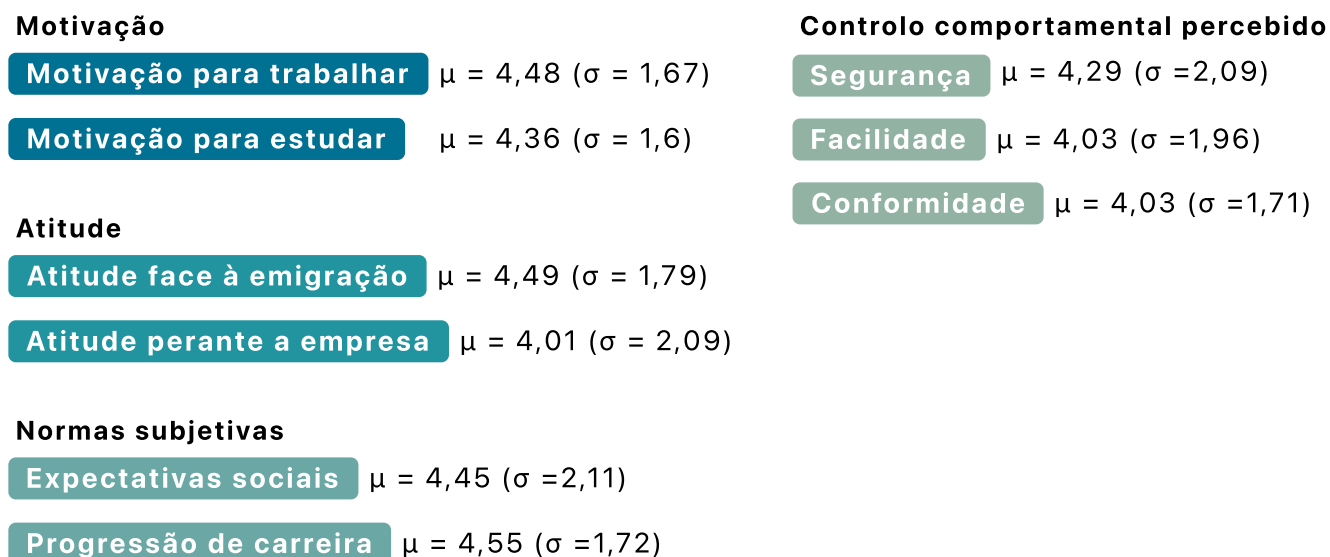 Motivação
Motivação para trabalhar μ = 4,48 (σ = 1,67)
Motivação para estudar μ = 4,36 (σ = 1,6)
Atitude
Atitude face à emigração μ = 4,49 (σ = 1,79)
Atitude perante a empresa μ = 4,01 (σ = 2,09)
Normas subjetivas
Expectativas sociais μ = 4,45 (σ =2,11)
Progressão de carreira μ = 4,55 (σ =1,72)
Controlo comportamental percebido
Segurança μ = 4,29 (σ =2,09)
Facilidade μ = 4,03 (σ =1,96)
Conformidade μ = 4,03 (σ =1,71)